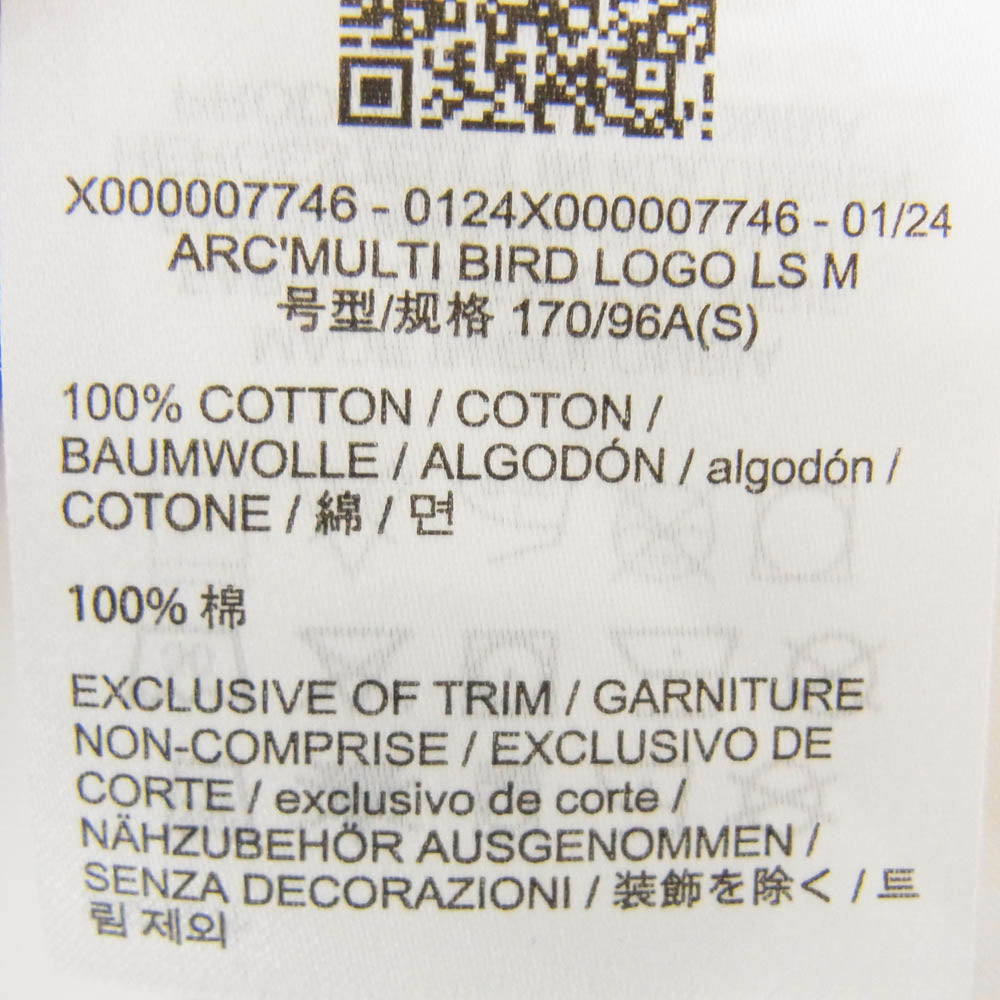 X000007746 - 0124X000007746 - 01/24
ARC'MULTI BIRD LOGO LS M
号型/规格 170/96A(S)
100% COTTON / COTON /
BAUMWOLLE / ALGODÓN / algodón /
COTONE / 綿 / 면
100% 棉
EXCLUSIVE OF TRIM / GARNITURE
NON-COMPRISE / EXCLUSIVO DE
CORTE / exclusivo de corte /
NÄHZUBEHÖR AUSGENOMMEN /
SENZA DECORAZIONI / 装飾を除く / 트
림 제외